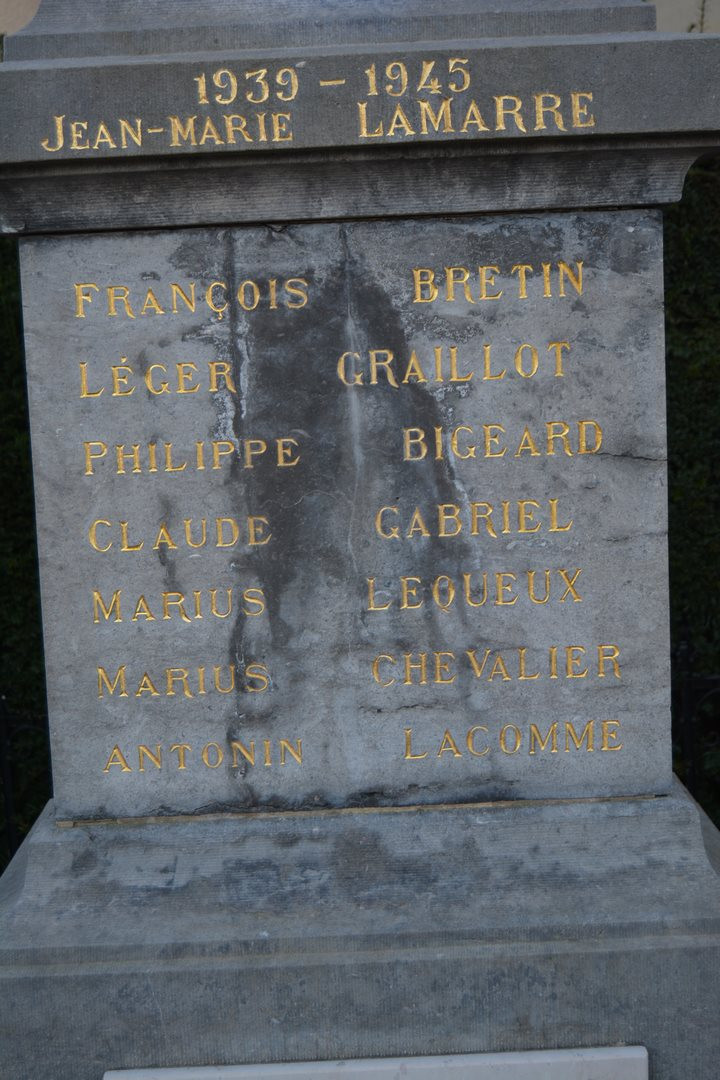 1939 – 1945
JEAN-MARIE LAMARRE
FRANÇOIS BRETIN
LÉGER GRAILLOT
PHILIPPE BIGEARD
CLAUDE GABRIEL
MARIUS LEQUEUX
MARIUS CHEVALIER
ANTONIN LACOMME